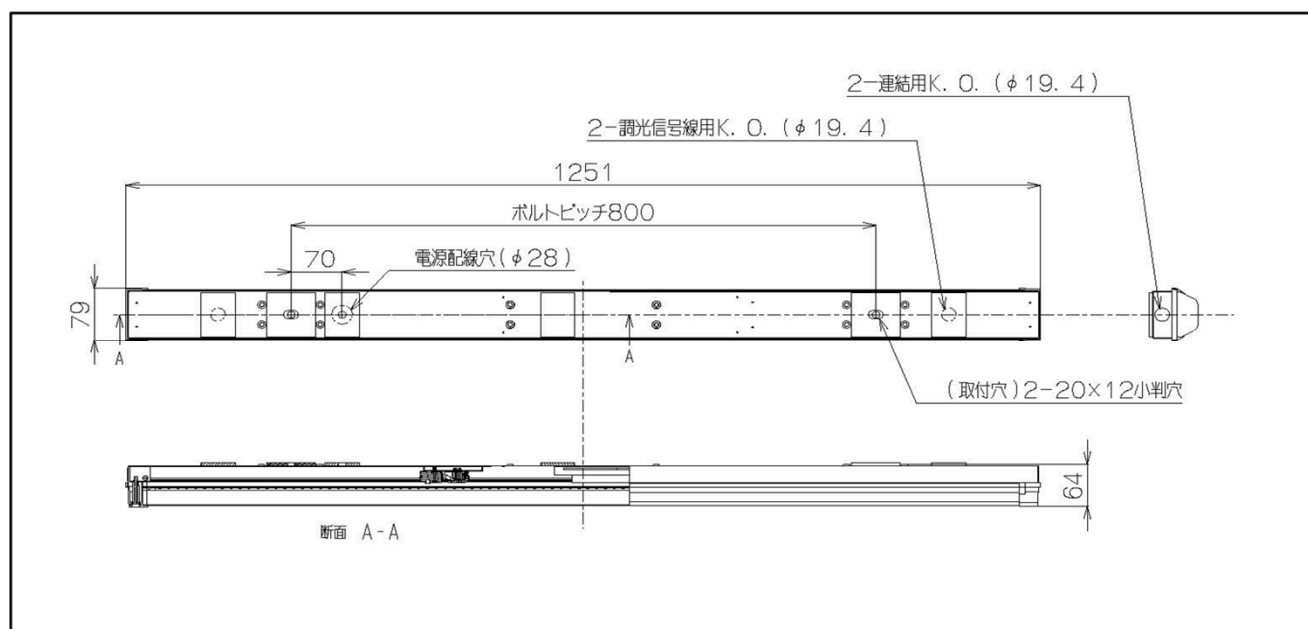 2-連結用K.O.(φ19.4)
2-調光信号線用K.O.(φ19.4)
1251
ボルトピッチ800
70
電源配線穴(φ28)
79
A
A
(取付穴)2-20×12小判穴
64
断面 A-A